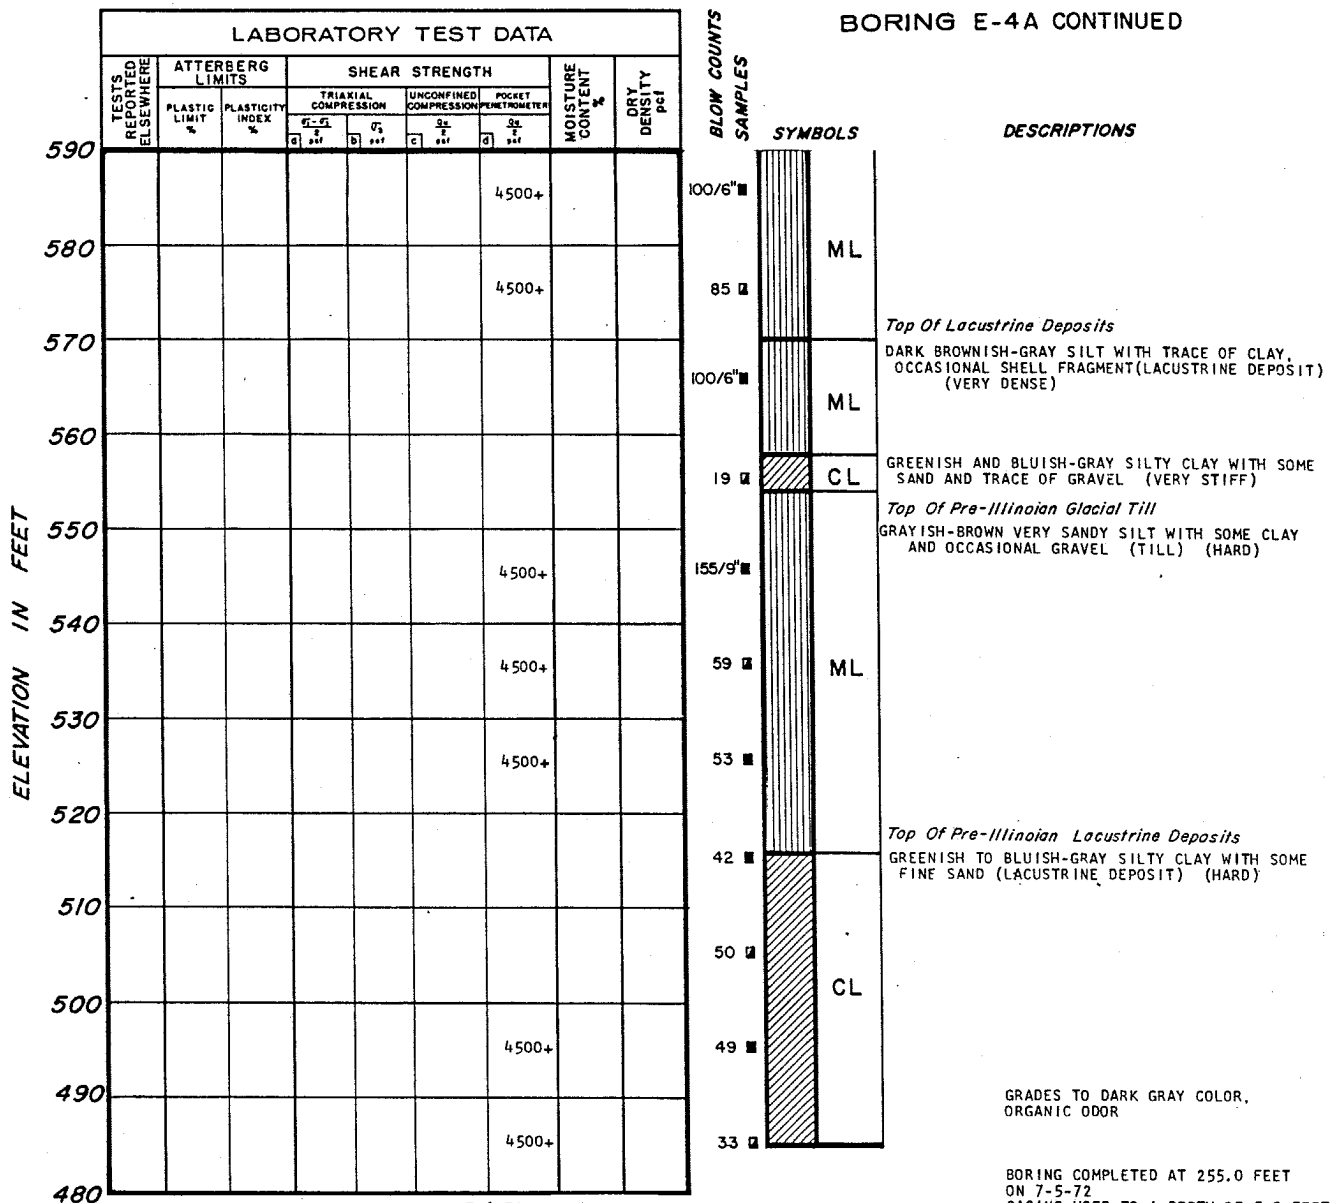 BORING E-4A CONTINUED
LABORATORY TEST DATA
TESTS REPORTED ELSEWHERE
ATTERBERG LIMITS
PLASTIC LIMIT %
PLASTICITY INDEX %
SHEAR STRENGTH
TRIAXIAL COMPRESSION
UNCONFINED COMPRESSION
POCKET PENETROMETER
a psf
b psf
c psf
d psf
MOISTURE CONTENT %
DRY DENSITY pcf
BLOW COUNTS
SAMPLES
SYMBOLS
DESCRIPTIONS
ELEVATION IN FEET
590
4500+
100/6"
ML
580
4500+
85
Top Of Lacustrine Deposits
570
DARK BROWNISH-GRAY SILT WITH TRACE OF CLAY,
OCCASIONAL SHELL FRAGMENT(LACUSTRINE DEPOSIT)
(VERY DENSE)
100/6"
ML
560
GREENISH AND BLUISH-GRAY SILTY CLAY WITH SOME
SAND AND TRACE OF GRAVEL (VERY STIFF)
19
CL
Top Of Pre-Illinoian Glacial Till
550
GRAYISH-BROWN VERY SANDY SILT WITH SOME CLAY
AND OCCASIONAL GRAVEL (TILL) (HARD)
4500+
155/9"
540
4500+
59
ML
530
4500+
53
520
Top Of Pre-Illinoian Lacustrine Deposits
42
GREENISH TO BLUISH-GRAY SILTY CLAY WITH SOME
FINE SAND (LACUSTRINE DEPOSIT) (HARD)
510
50
CL
500
4500+
49
490
GRADES TO DARK GRAY COLOR,
ORGANIC ODOR
4500+
33
480
BORING COMPLETED AT 255.0 FEET
ON 7-5-72